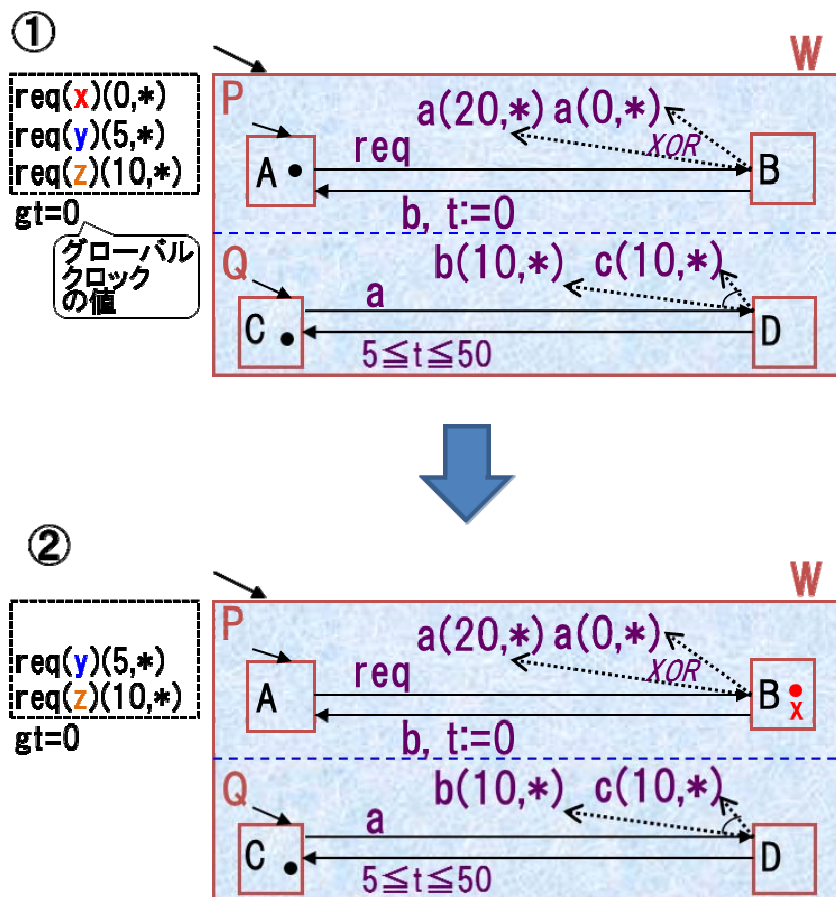 ①
W
req(x)(0,*)
req(y)(5,*)
req(z)(10,*)
gt=0
グローバル
クロック
の値
P
a(20,*) a(0,*)
XOR
req
A
B
b, t:=0
Q
b(10,*) c(10,*)
a
C
D
5≦t≦50
②
W
req(y)(5,*)
req(z)(10,*)
gt=0
P
a(20,*) a(0,*)
XOR
req
A
B
x
b, t:=0
Q
b(10,*) c(10,*)
a
C
D
5≦t≦50